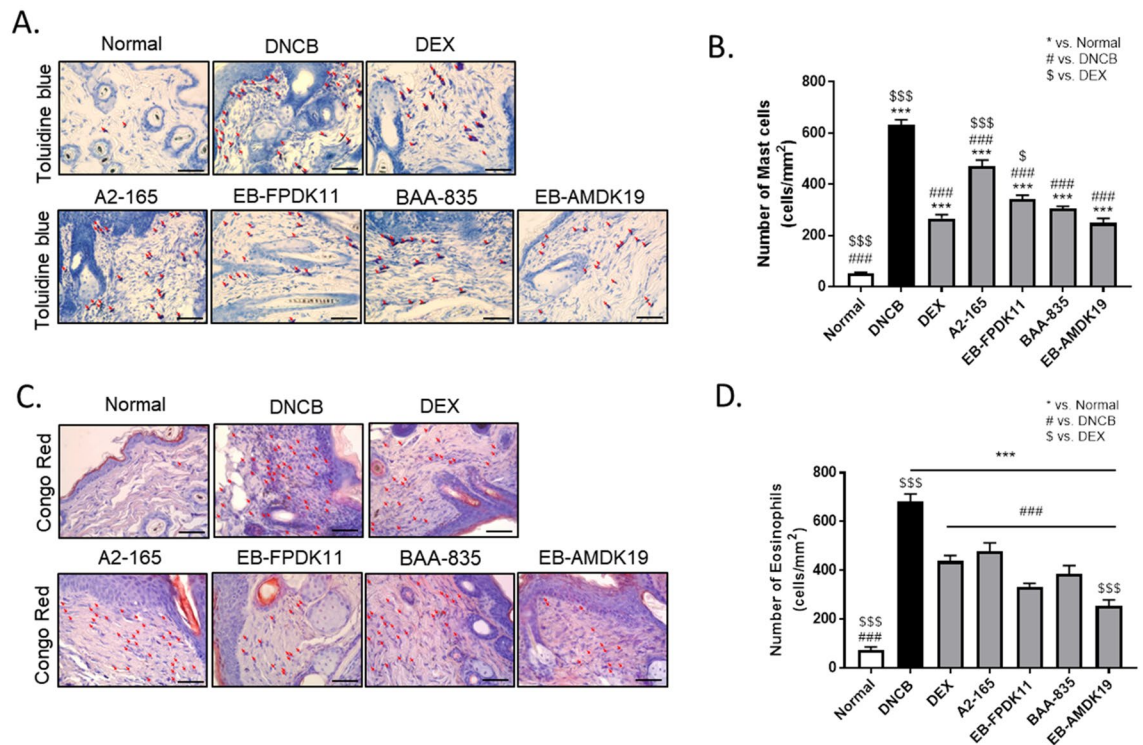 A.
Normal
DNCB
DEX
Toluidine blue
A2-165
EB-FPDK11
BAA-835
EB-AMDK19
Toluidine blue
B.
* vs. Normal
# vs. DNCB
$ vs. DEX
Number of Mast cells
(cells/mm²)
800
600
400
200
0
$$$
###
$$$
***
###
***
$$$
###
***
$
###
***
###
***
###
***
Normal
DNCB
DEX
A2-165
EB-FPDK11
BAA-835
EB-AMDK19
C.
Normal
DNCB
DEX
Congo Red
A2-165
EB-FPDK11
BAA-835
EB-AMDK19
Congo Red
D.
* vs. Normal
# vs. DNCB
$ vs. DEX
***
###
Number of Eosinophils
(cells/mm²)
800
600
400
200
0
$$$
###
$$$
$$$
Normal
DNCB
DEX
A2-165
EB-FPDK11
BAA-835
EB-AMDK19